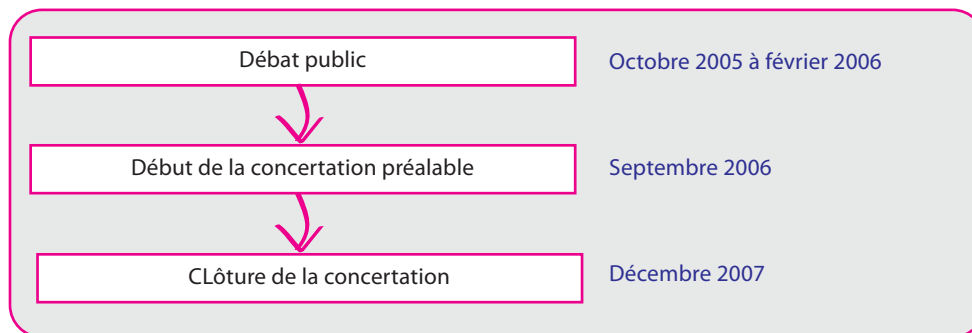 Débat public
Octobre 2005 à février 2006
Début de la concertation préalable
Septembre 2006
CLôture de la concertation
Décembre 2007